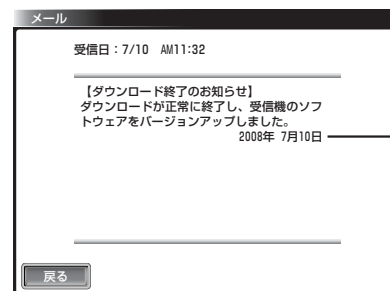 メール
受信日：7/10 AM11:32
【ダウンロード終了のお知らせ】
ダウンロードが正常に終了し、受信機のソフ
トウェアをバージョンアップしました。
2008年 7月10日
戻る